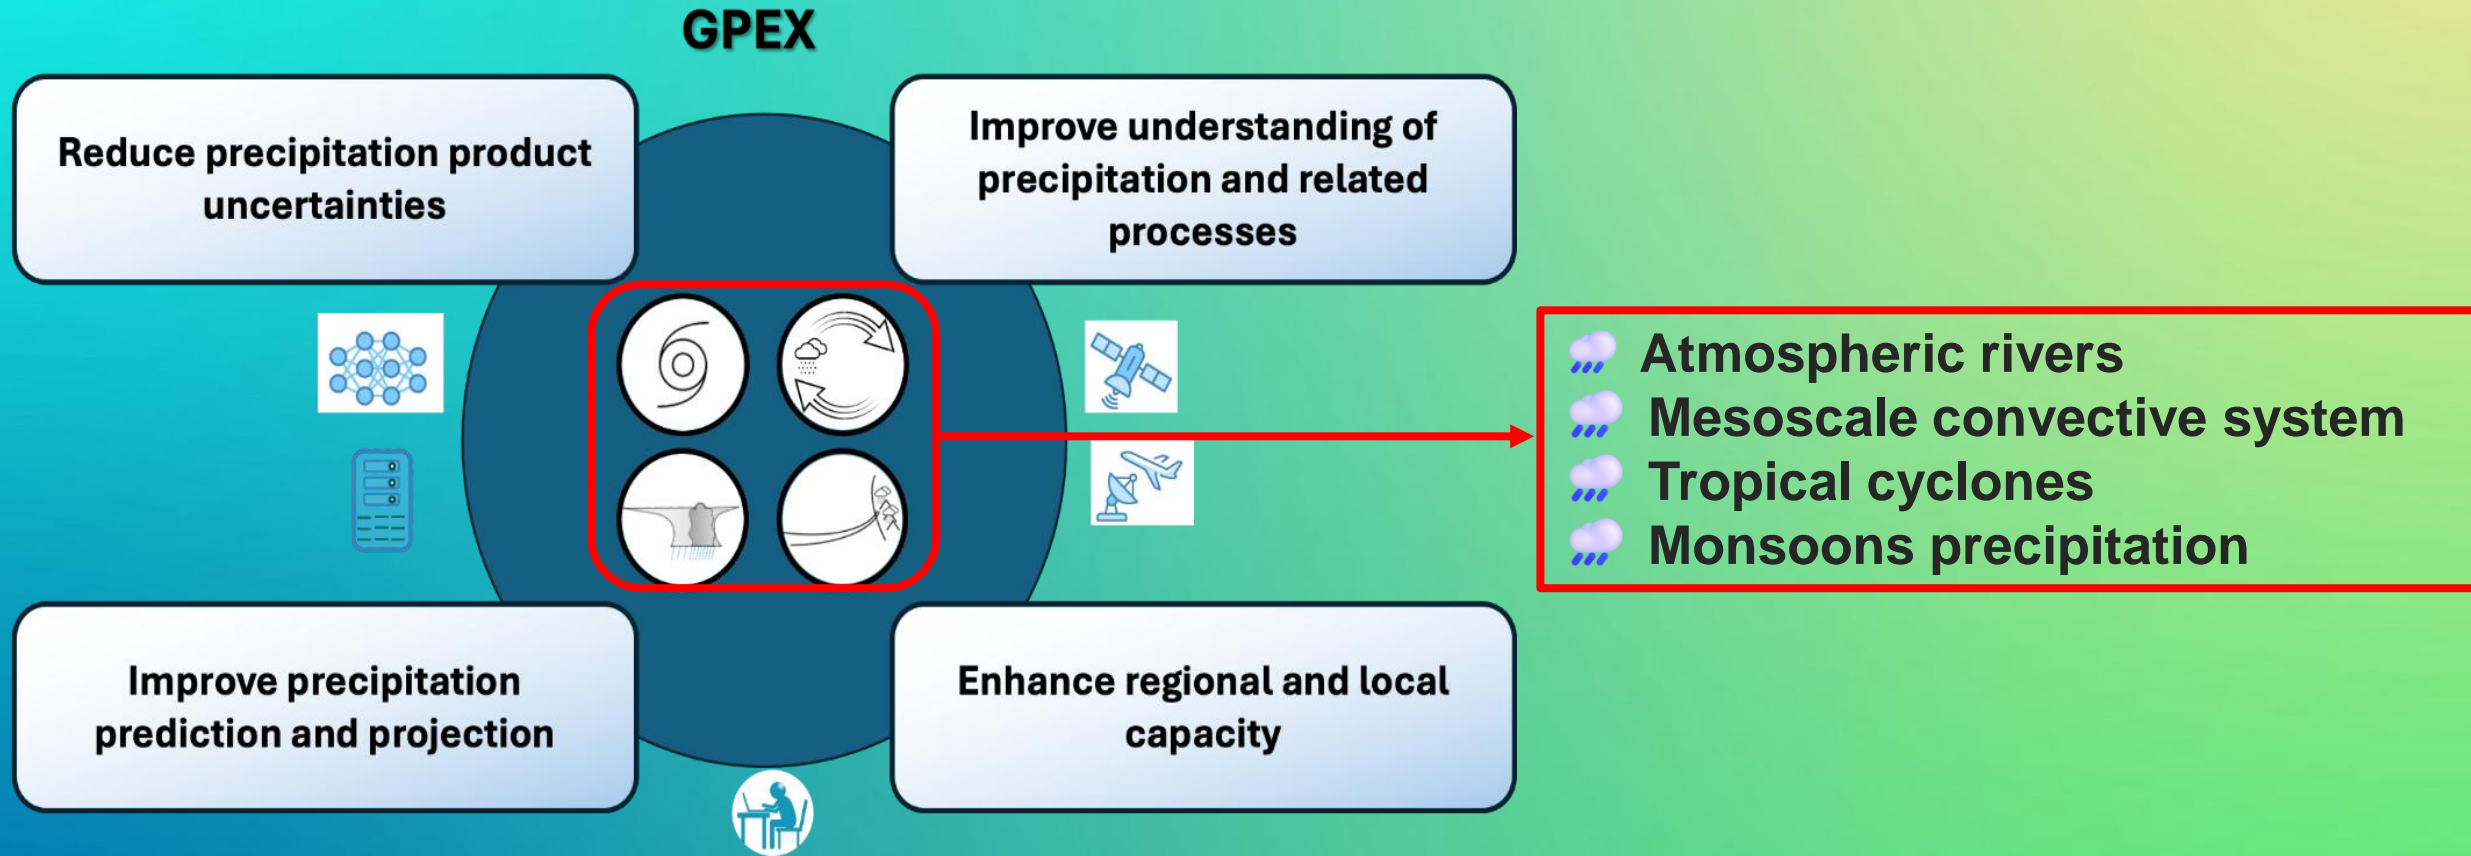 GPEX
Reduce precipitation product
uncertainties
Improve understanding of
precipitation and related
processes
Atmospheric rivers
Mesoscale convective system
Tropical cyclones
Monsoons precipitation
Improve precipitation
prediction and projection
Enhance regional and local
capacity